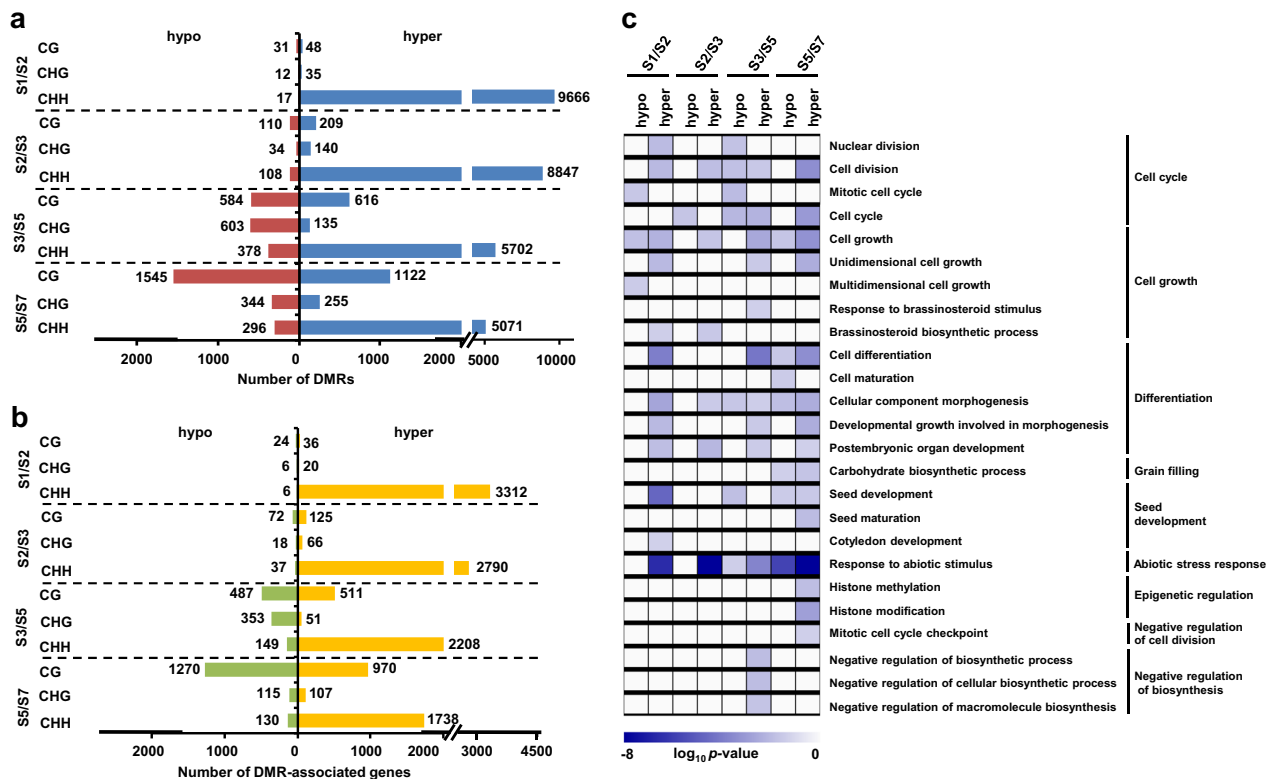 a
hypo hyper
S1/S2
CG 31 48
CHG 12 35
CHH 17 9666
S2/S3
CG 110 209
CHG 34 140
CHH 108 8847
S3/S5
CG 584 616
CHG 603 135
CHH 378 5702
S5/S7
CG 1545 1122
CHG 344 255
CHH 296 5071
2000 1000 0 1000 2000 5000 10000
Number of DMRs
b
hypo hyper
S1/S2
CG 24 36
CHG 6 20
CHH 6 3312
S2/S3
CG 72 125
CHG 18 66
CHH 37 2790
S3/S5
CG 487 511
CHG 353 51
CHH 149 2208
S5/S7
CG 1270 970
CHG 115 107
CHH 130 1738
2000 1000 0 1000 2000 3000 4500
Number of DMR-associated genes
c
S1/S2 S2/S3 S3/S5 S5/S7
hypo hyper hypo hyper hypo hyper hypo hyper
Nuclear division
Cell division
Mitotic cell cycle
Cell cycle
Cell growth
Unidimensional cell growth
Multidimensional cell growth
Response to brassinosteroid stimulus
Brassinosteroid biosynthetic process
Cell differentiation
Cell maturation
Cellular component morphogenesis
Developmental growth involved in morphogenesis
Postembryonic organ development
Carbohydrate biosynthetic process
Seed development
Seed maturation
Cotyledon development
Response to abiotic stimulus
Histone methylation
Histone modification
Mitotic cell cycle checkpoint
Negative regulation of biosynthetic process
Negative regulation of cellular biosynthetic process
Negative regulation of macromolecule biosynthesis
Cell cycle
Cell growth
Differentiation
Grain filling
Seed
development
Abiotic stress response
Epigenetic regulation
Negative regulation
of cell division
Negative regulation
of biosynthesis
-8 log10 p-value 0